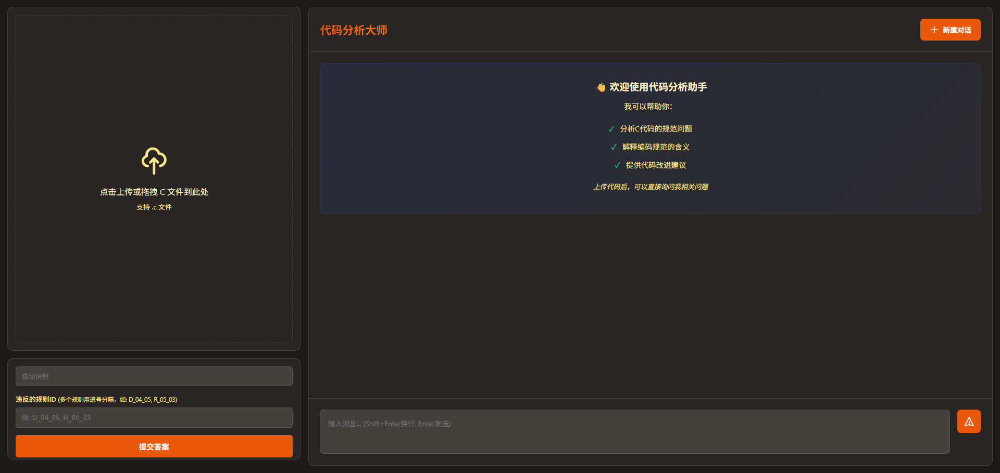 点击上传或拖拽 C 文件到此处
支持 .c 文件
自动识别
违反的规则ID (多个规则用逗号分隔，如: D_04_05, R_05_03)
例: D_04_05, R_05_03
提交答案
代码分析大师
新建对话
👋 欢迎使用代码分析助手
我可以帮助你：
✓ 分析C代码的规范问题
✓ 解释编码规范的含义
✓ 提供代码改进建议
上传代码后，可以直接询问我相关问题
输入消息... (Shift+Enter换行, Enter发送)